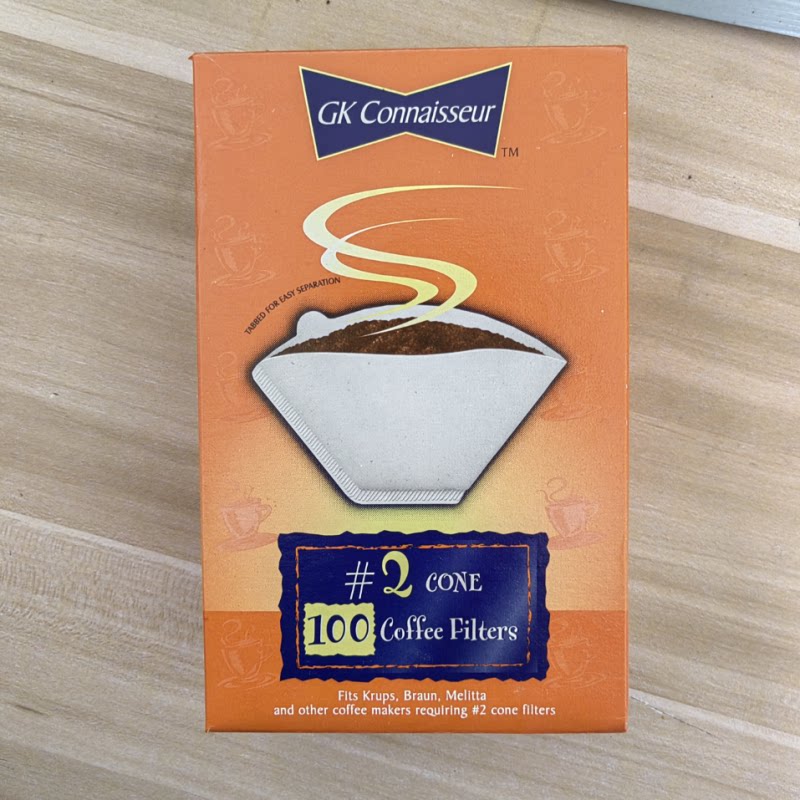 GK Connaisseur
TM
TABBED FOR EASY SEPARATION
#2 CONE
100 Coffee Filters
Fits Krups, Braun, Melitta
and other coffee makers requiring #2 cone filters